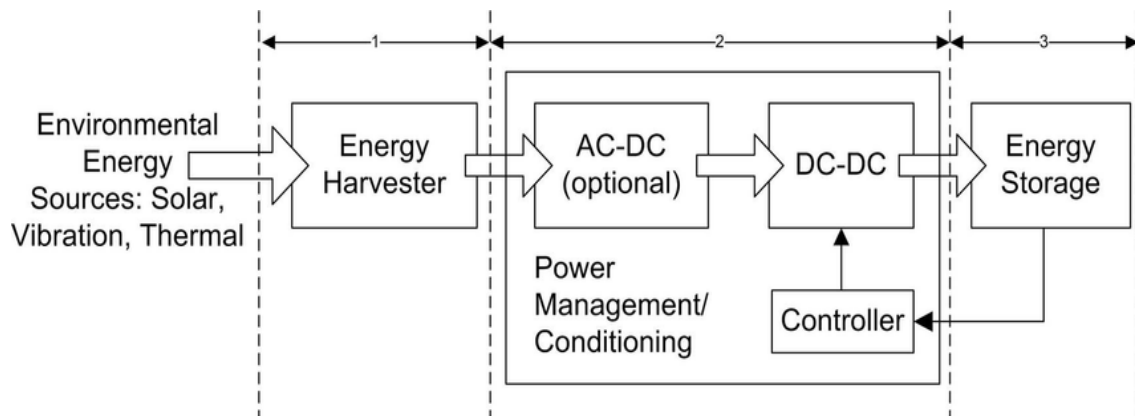 1
2
3
Environmental
Energy
Sources: Solar,
Vibration, Thermal
Energy
Harvester
AC-DC
(optional)
DC-DC
Energy
Storage
Power
Management/
Conditioning
Controller